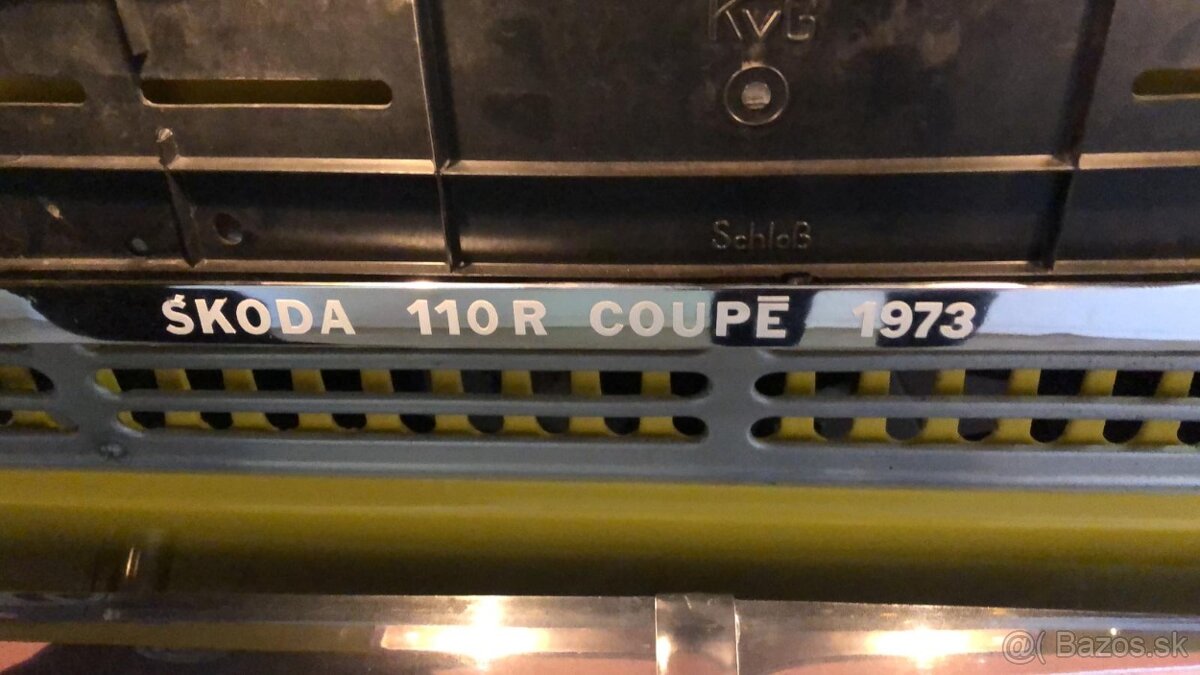 KvG
Schloß
ŠKODA 110 R COUPĒ 1973
@( Bazos.sk